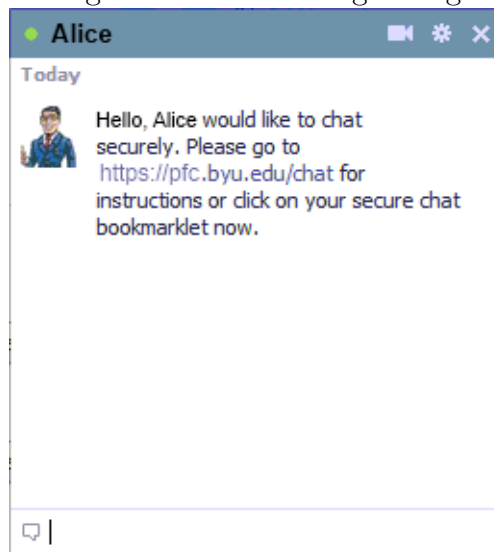 Alice
Today
Hello, Alice would like to chat
securely. Please go to
https://pfc.byu.edu/chat for
instructions or click on your secure chat
bookmarklet now.